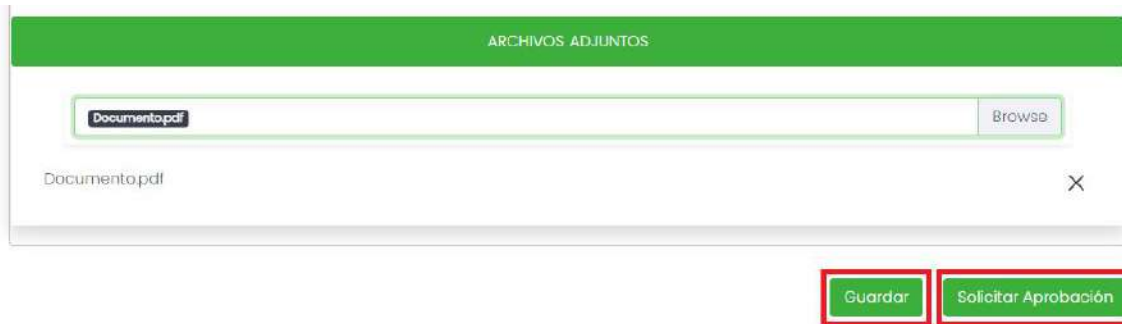 ARCHIVOS ADJUNTOS
Documento.pdf Browse
Documento.pdf
Guardar Solicitar Aprobación